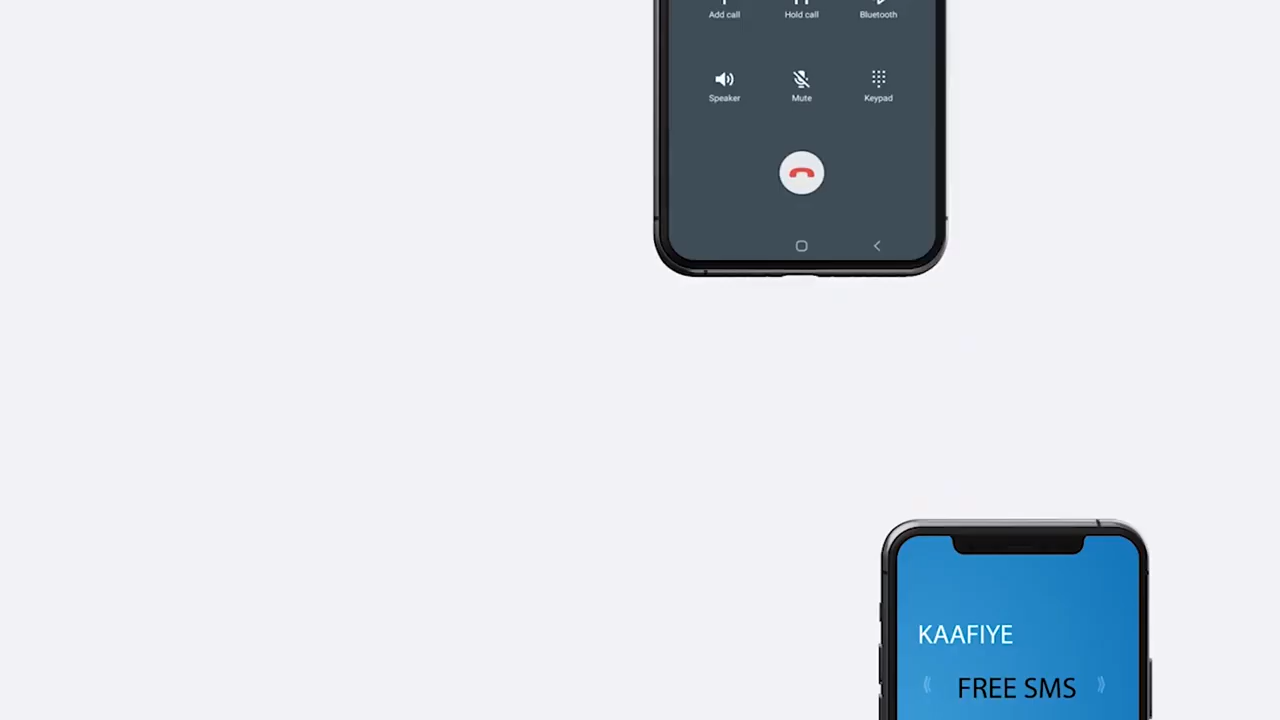 Add call Hold call Bluetooth
Speaker Mute Keypad
KAAFIYE
FREE SMS